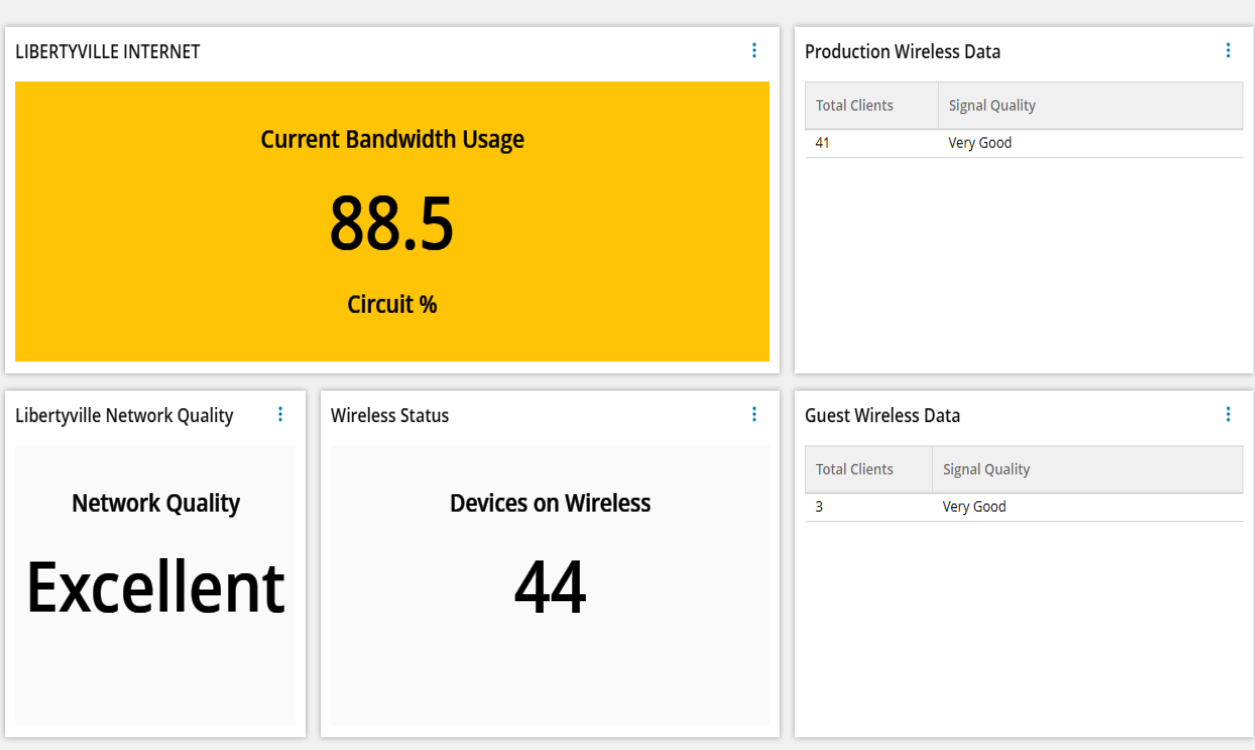 LIBERTYVILLE INTERNET
Current Bandwidth Usage
88.5
Circuit %
Production Wireless Data
Total Clients Signal Quality
41 Very Good
Libertyville Network Quality
Network Quality
Excellent
Wireless Status
Devices on Wireless
44
Guest Wireless Data
Total Clients Signal Quality
3 Very Good